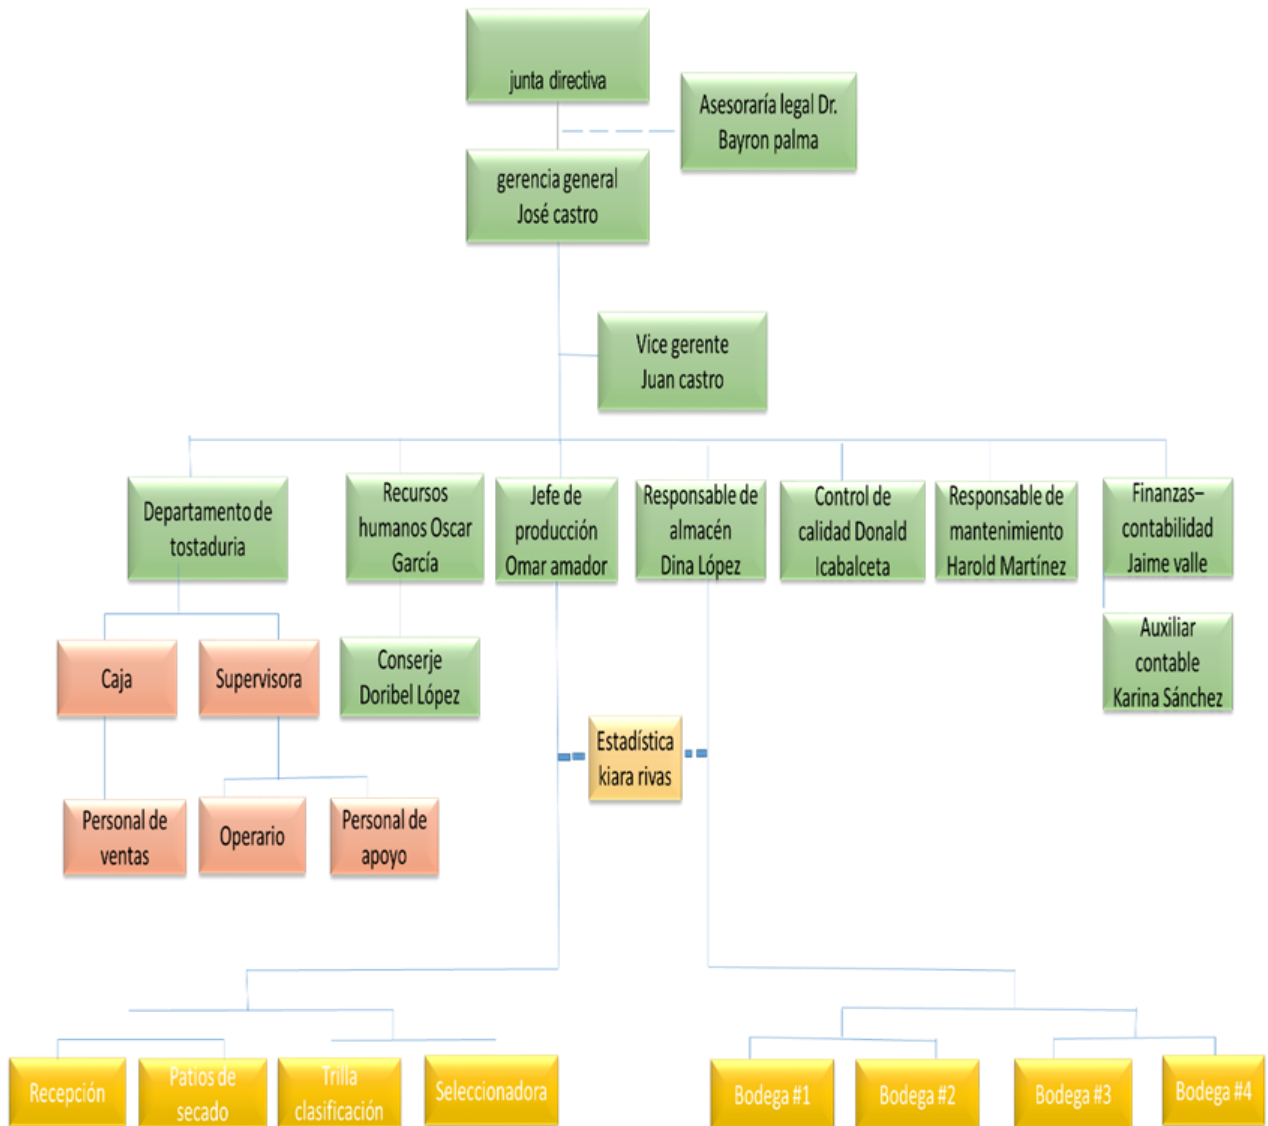 junta directiva
Asesoraría legal Dr.
Bayron palma
gerencia general
José castro
Vice gerente
Juan castro
Departamento de
tostaduria
Recursos
humanos Oscar
García
Jefe de
producción
Omar amador
Responsable de
almacén
Dina López
Control de
calidad Donald
Icabalceta
Responsable de
mantenimiento
Harold Martínez
Finanzas–
contabilidad
Jaime valle
Caja
Supervisora
Conserje
Doribel López
Auxiliar
contable
Karina Sánchez
Estadística
kiara rivas
Personal de
ventas
Operario
Personal de
apoyo
Recepción
Patios de
secado
Trilla
clasificación
Seleccionadora
Bodega #1
Bodega #2
Bodega #3
Bodega #4